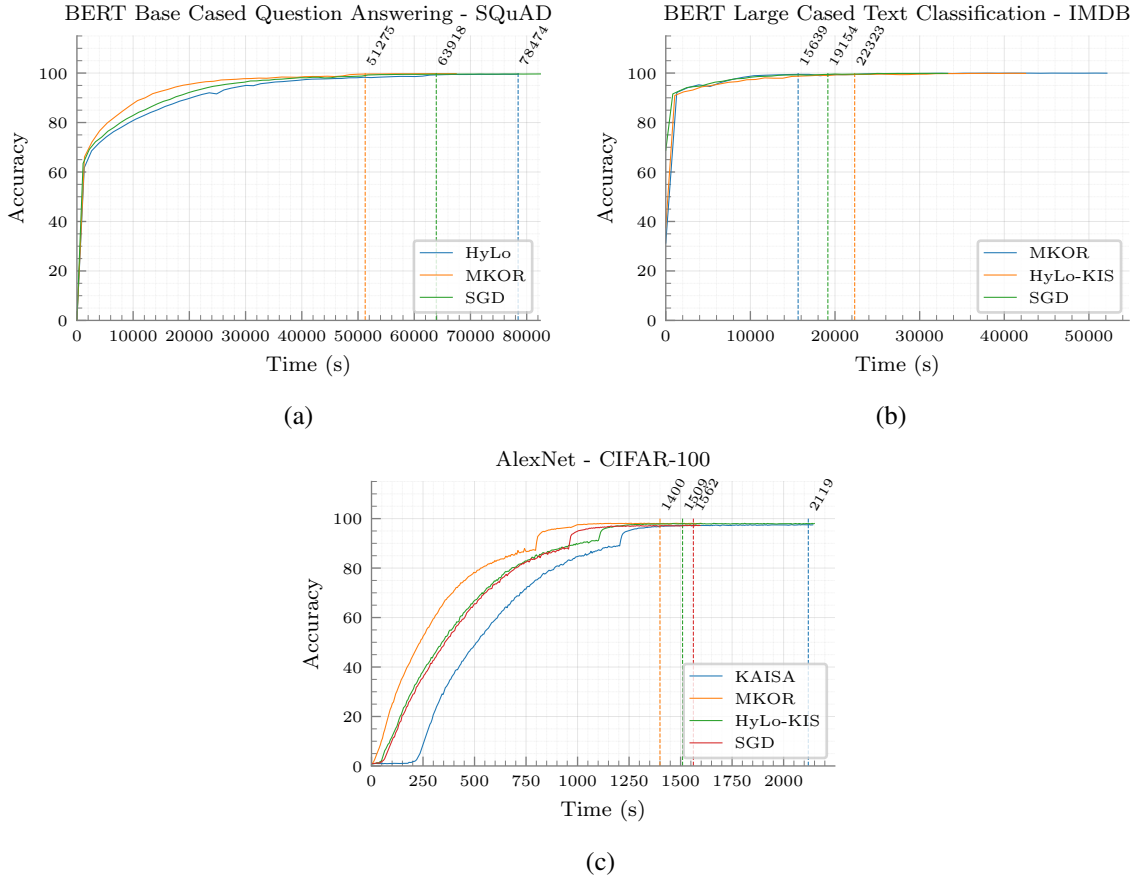 BERT Base Cased Question Answering - SQuAD
51275
63918
78474
Accuracy
100
80
60
40
20
0
0 10000 20000 30000 40000 50000 60000 70000 80000
Time (s)
HyLo
MKOR
SGD
(a)
BERT Large Cased Text Classification - IMDB
15639
19154
22323
Accuracy
100
80
60
40
20
0
0 10000 20000 30000 40000 50000
Time (s)
MKOR
HyLo-KIS
SGD
(b)
AlexNet - CIFAR-100
1400
1509
1562
2119
Accuracy
100
80
60
40
20
0
0 250 500 750 1000 1250 1500 1750 2000
Time (s)
KAISA
MKOR
HyLo-KIS
SGD
(c)